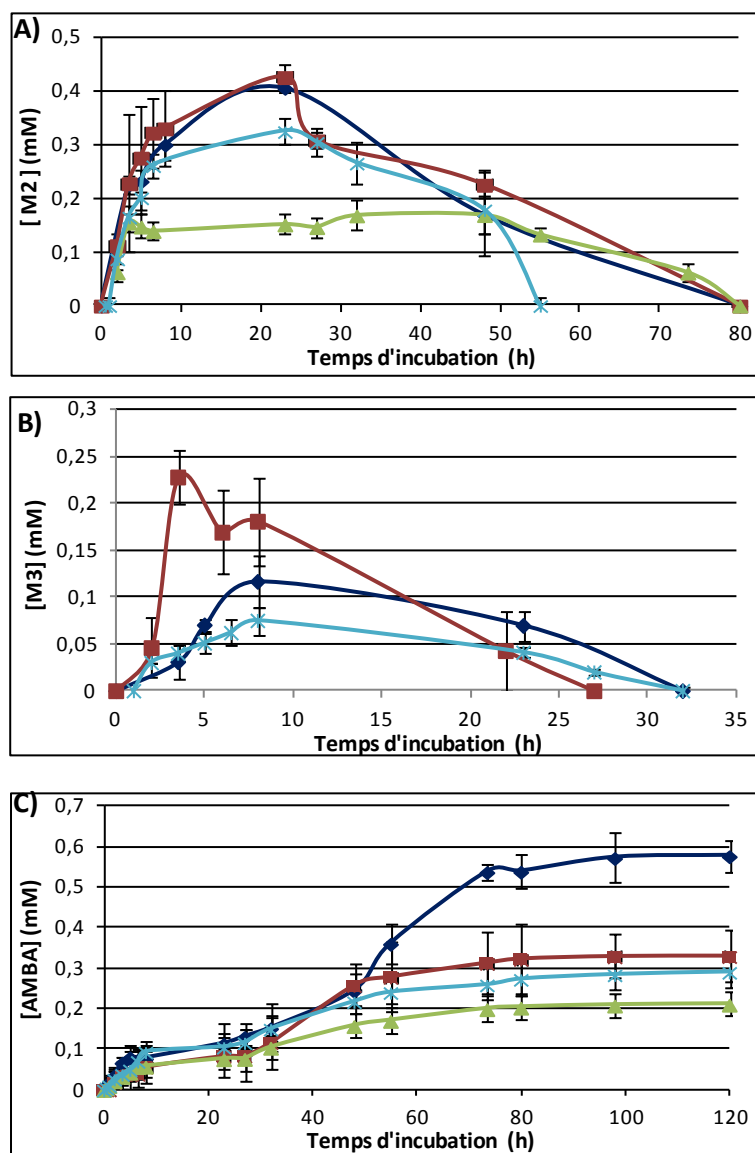 A)
[ M2 ] (mM)
0,5
0,4
0,3
0,2
0,1
0
0 10 20 30 40 50 60 70 80
Temps d'incubation (h)
B)
[M3] (mM)
0,3
0,25
0,2
0,15
0,1
0,05
0
0 5 10 15 20 25 30 35
Temps d'incubation (h)
C)
[AMBA] (mM)
0,7
0,6
0,5
0,4
0,3
0,2
0,1
0
0 20 40 60 80 100 120
Temps d'incubation (h)